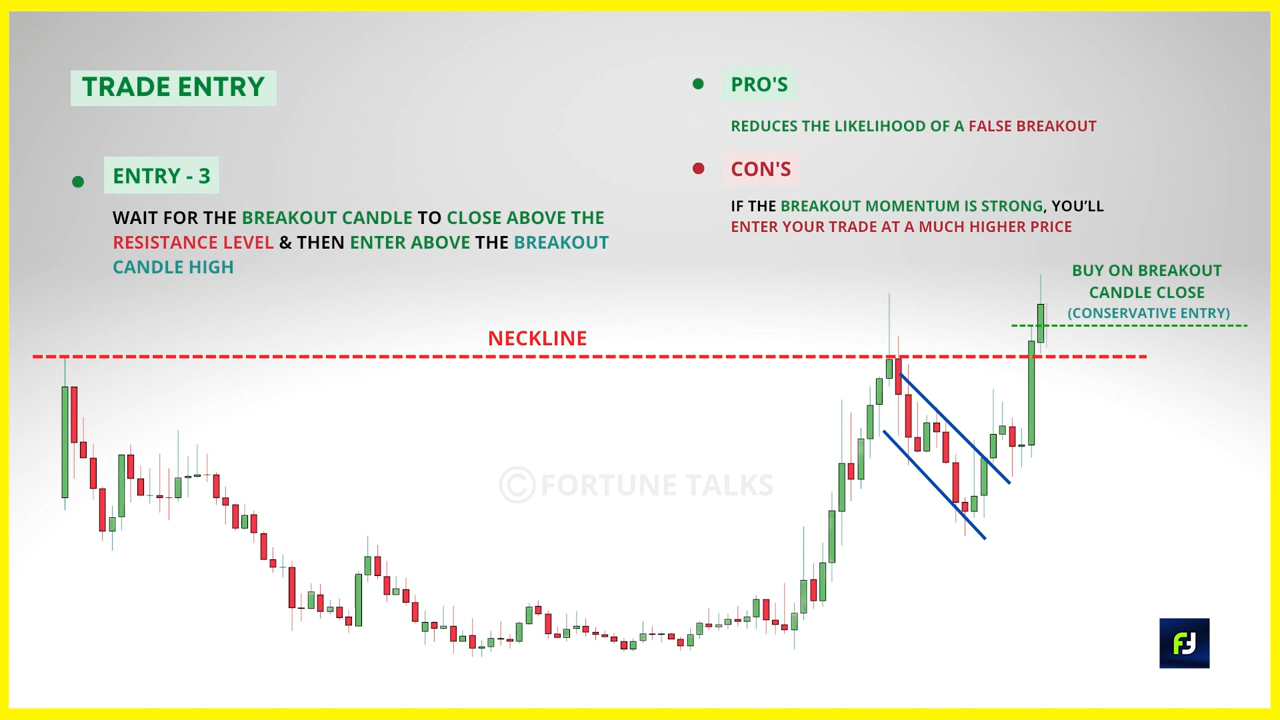 TRADE ENTRY
ENTRY - 3
WAIT FOR THE BREAKOUT CANDLE TO CLOSE ABOVE THE
RESISTANCE LEVEL & THEN ENTER ABOVE THE BREAKOUT
CANDLE HIGH
PRO'S
REDUCES THE LIKELIHOOD OF A FALSE BREAKOUT
CON'S
IF THE BREAKOUT MOMENTUM IS STRONG, YOU’LL
ENTER YOUR TRADE AT A MUCH HIGHER PRICE
BUY ON BREAKOUT
CANDLE CLOSE
(CONSERVATIVE ENTRY)
NECKLINE
©FORTUNE TALKS